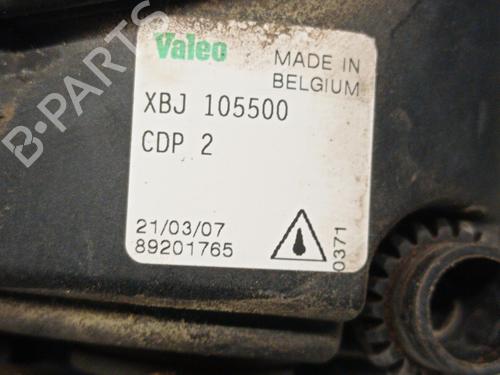 B-PARTS
Valeo
MADE IN
BELGIUM
XBJ 105500
CDP 2
21/03/07
89201765
0371